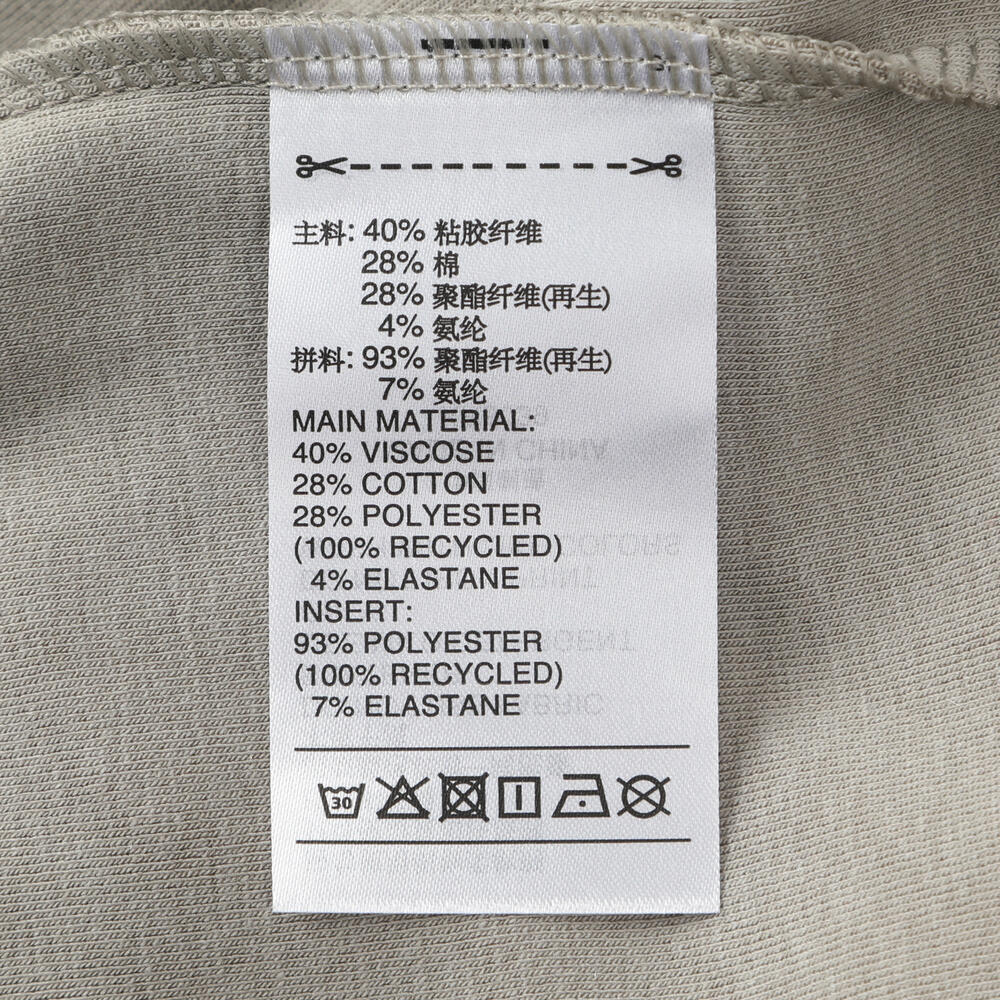 主料: 40% 粘胶纤维
28% 棉
28% 聚酯纤维(再生)
4% 氨纶
拼料: 93% 聚酯纤维(再生)
7% 氨纶
MAIN MATERIAL:
40% VISCOSE
28% COTTON
28% POLYESTER
(100% RECYCLED)
4% ELASTANE
INSERT:
93% POLYESTER
(100% RECYCLED)
7% ELASTANE
30